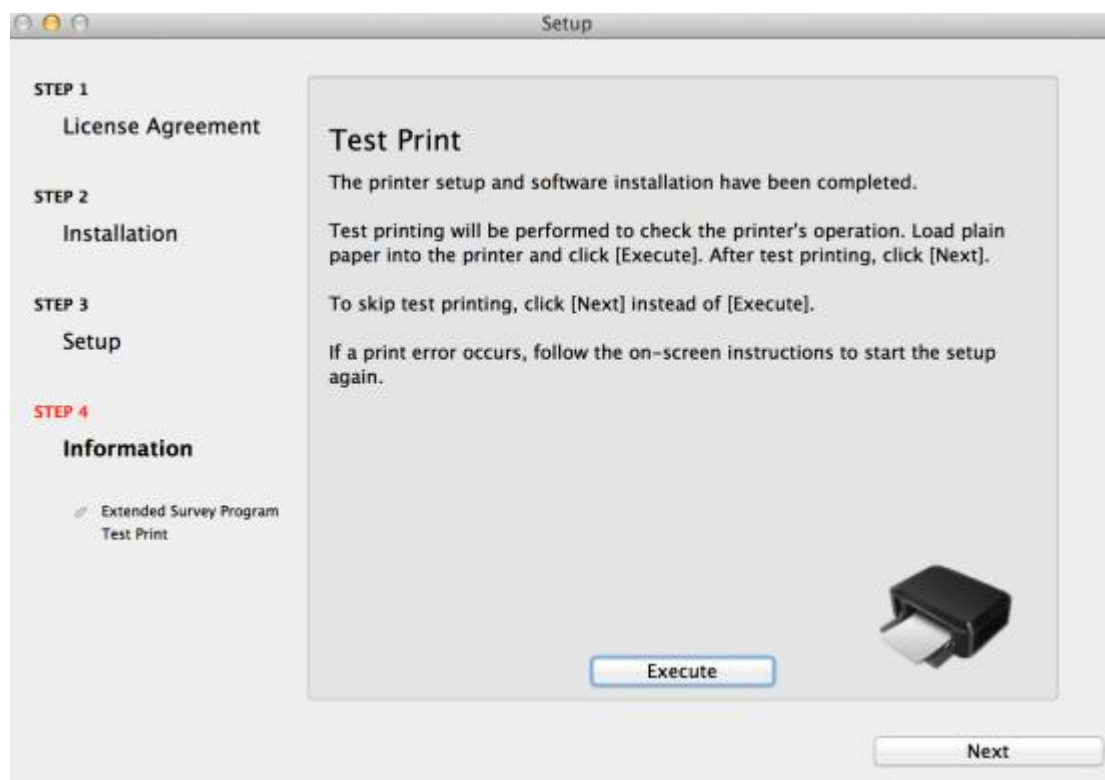 Setup
STEP 1
License Agreement
STEP 2
Installation
STEP 3
Setup
STEP 4
Information
Extended Survey Program
Test Print
Test Print
The printer setup and software installation have been completed.
Test printing will be performed to check the printer's operation. Load plain
paper into the printer and click [Execute]. After test printing, click [Next].
To skip test printing, click [Next] instead of [Execute].
If a print error occurs, follow the on-screen instructions to start the setup
again.
Execute
Next